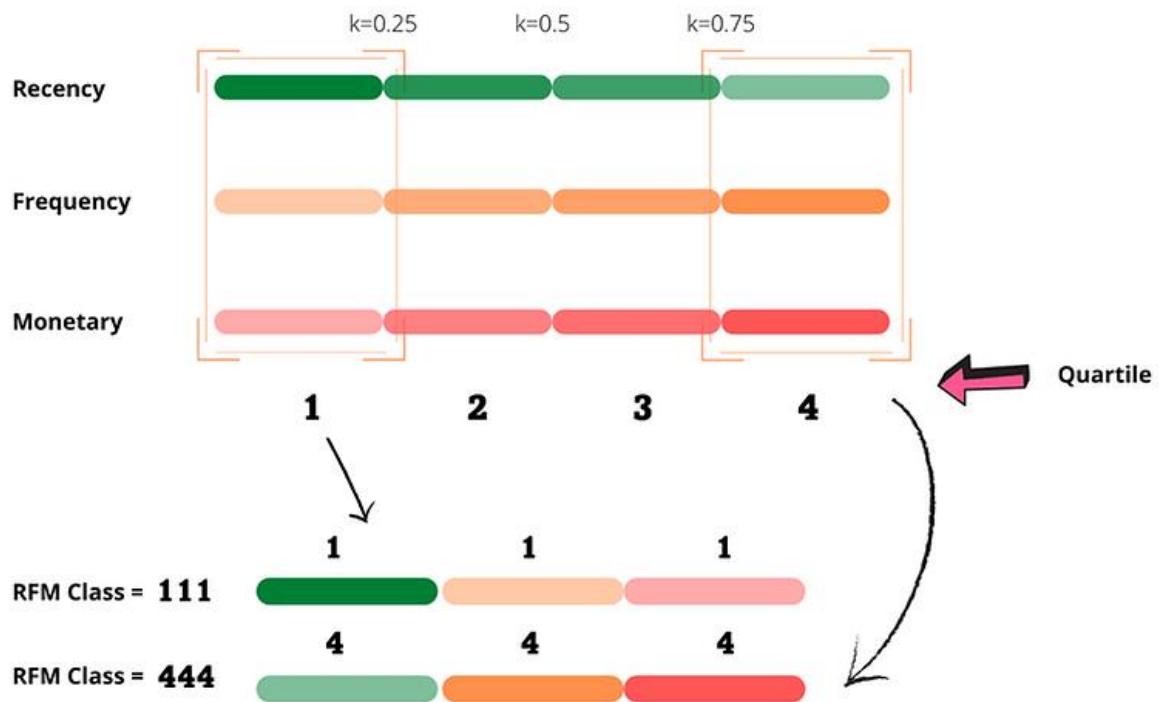 k=0.25 k=0.5 k=0.75
Recency
Frequency
Monetary
Quartile
1 2 3 4
1 1 1
RFM Class = 111
4 4 4
RFM Class = 444